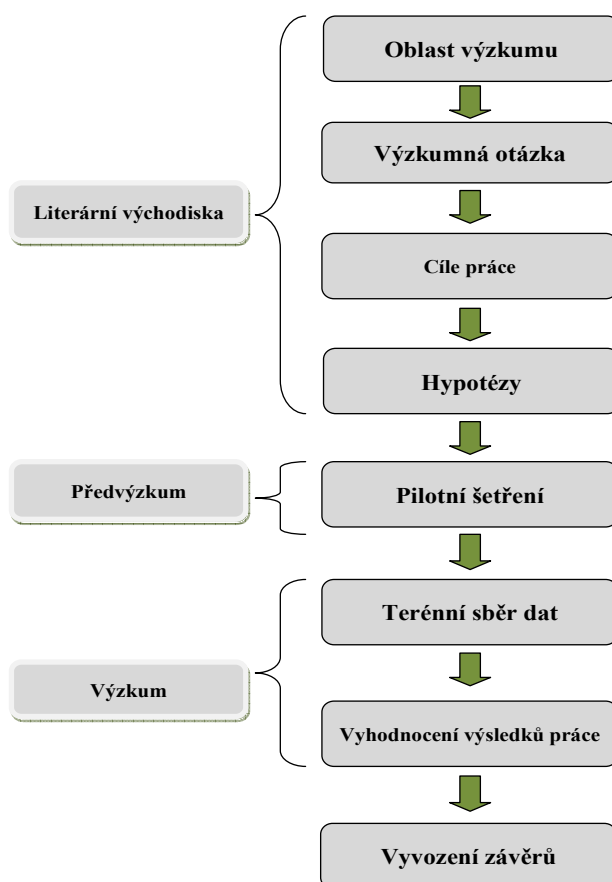 Oblast výzkumu
Výzkumná otázka
Literární východiska
Cíle práce
Hypotézy
Předvýzkum
Pilotní šetření
Terénní sběr dat
Výzkum
Vyhodnocení výsledků práce
Vyvození závěrů